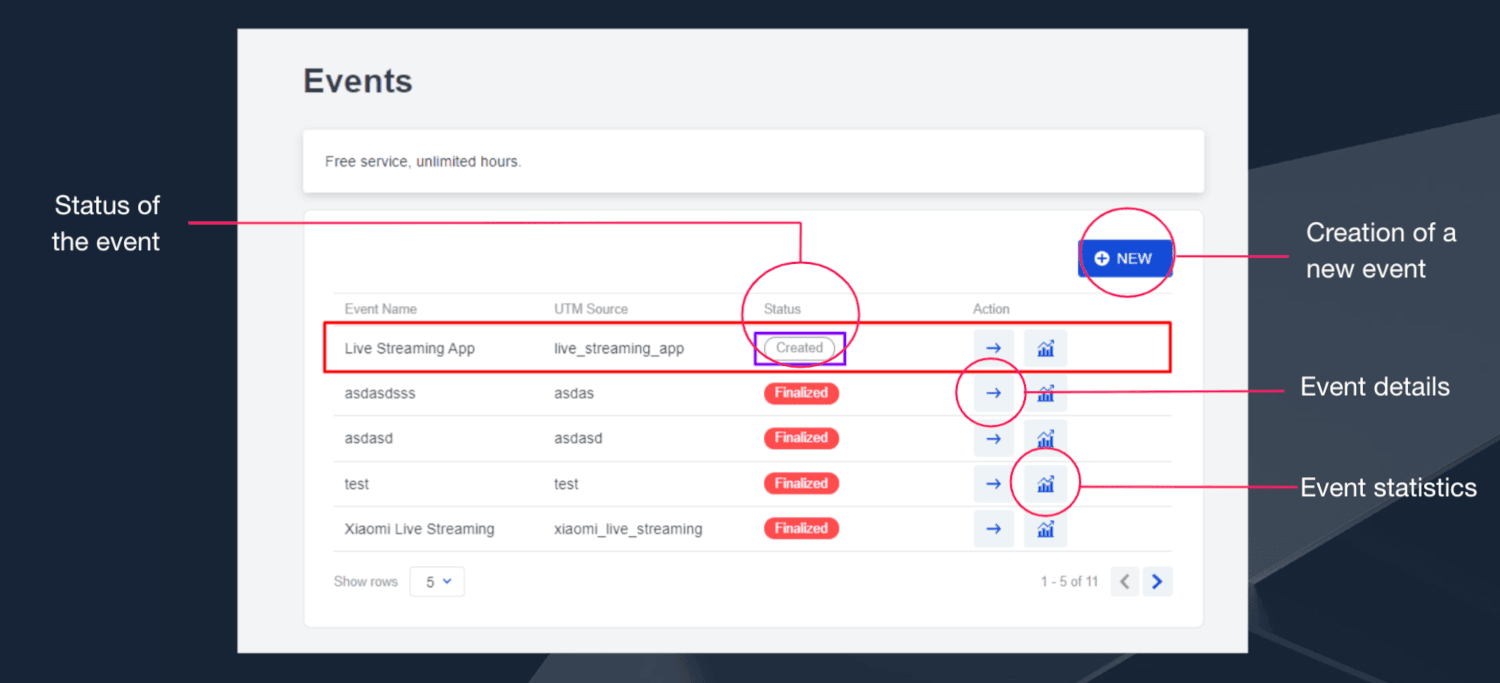 Events
Free service, unlimited hours.
Status of
the event
Creation of a
new event
NEW
Event Name UTM Source Status Action
Live Streaming App live_streaming_app Created
asdasdsss asdas Finalized
Event details
asdasd asdasd Finalized
test test Finalized
Event statistics
Xiaomi Live Streaming xiaomi_live_streaming Finalized
Show rows 5 1 - 5 of 11